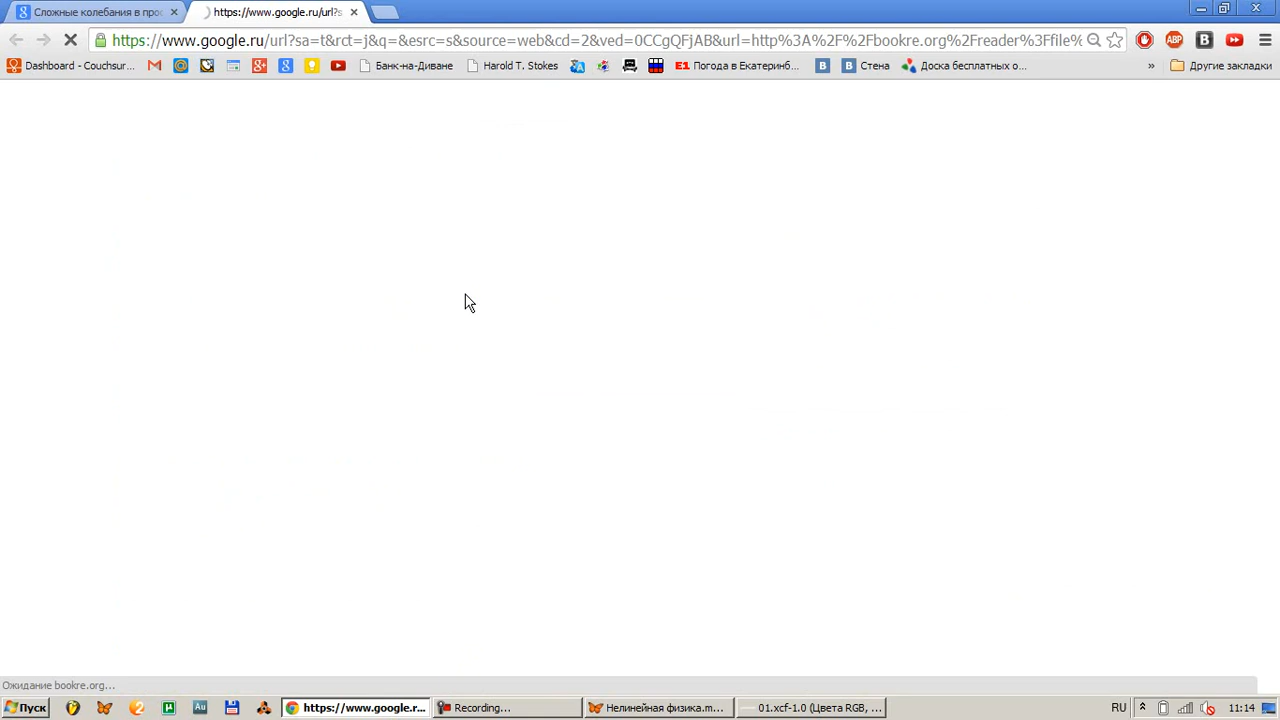 Сложные колебания в прос
https://www.google.ru/url?s
https://www.google.ru/url?sa=t&rct=j&q=&esrc=s&source=web&cd=2&ved=0CCgQFjAB&url=http%3A%2F%2Fbookre.org%2Freader%3Ffile%
Dashboard - Couchsur... Банк-на-Диване Harold T. Stokes E1 Погода в Екатеринб... В В Стена Доска бесплатных о... » Другие закладки
Ожидание bookre.org...
Пуск https://www.google.r... Recording... Нелинейная физика.m... 01.xcf-1.0 (Цвета RGB, ... RU 11:14